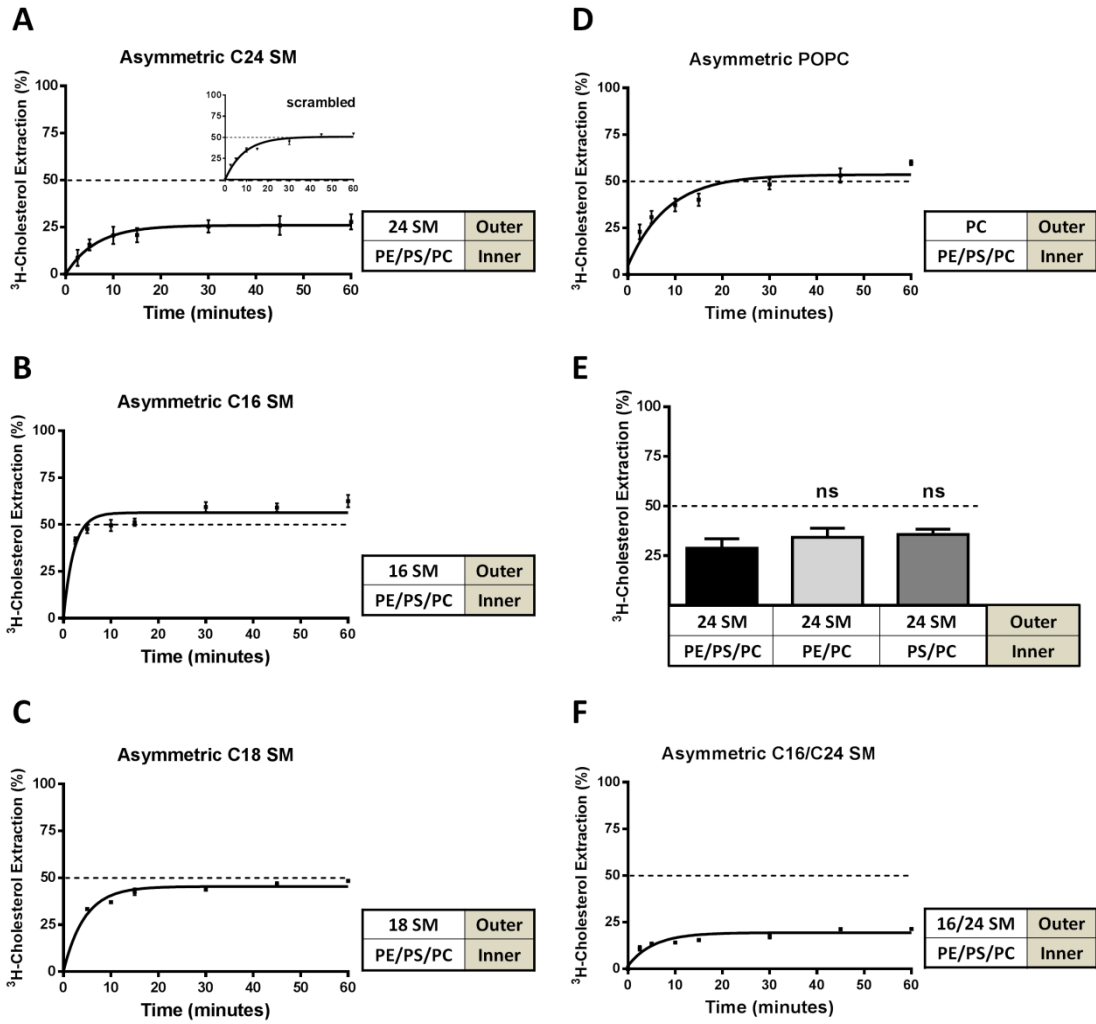 A
Asymmetric C24 SM
³H-Cholesterol Extraction (%)
100
75
50
25
0
0 10 20 30 40 50 60
Time (minutes)
scrambled
100
75
50
25
0
0 10 20 30 40 50 60
24 SM Outer
PE/PS/PC Inner
B
Asymmetric C16 SM
³H-Cholesterol Extraction (%)
100
75
50
25
0
0 10 20 30 40 50 60
Time (minutes)
16 SM Outer
PE/PS/PC Inner
C
Asymmetric C18 SM
³H-Cholesterol Extraction (%)
100
75
50
25
0
0 10 20 30 40 50 60
Time (minutes)
18 SM Outer
PE/PS/PC Inner
D
Asymmetric POPC
³H-Cholesterol Extraction (%)
100
75
50
25
0
0 10 20 30 40 50 60
Time (minutes)
PC Outer
PE/PS/PC Inner
E
³H-Cholesterol Extraction (%)
100
75
50
25
ns ns
24 SM 24 SM 24 SM Outer
PE/PS/PC PE/PC PS/PC Inner
F
Asymmetric C16/C24 SM
³H-Cholesterol Extraction (%)
100
75
50
25
0
0 10 20 30 40 50 60
Time (minutes)
16/24 SM Outer
PE/PS/PC Inner